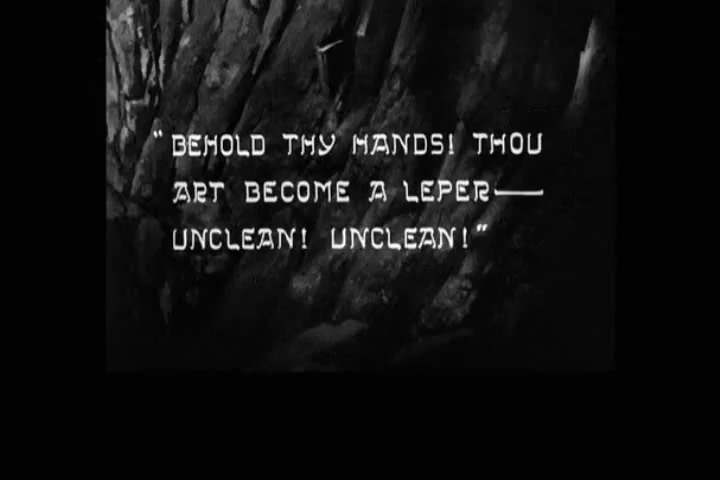 "BEHOLD THY HANDS! THOU
ART BECOME A LEPER—
UNCLEAN! UNCLEAN!"